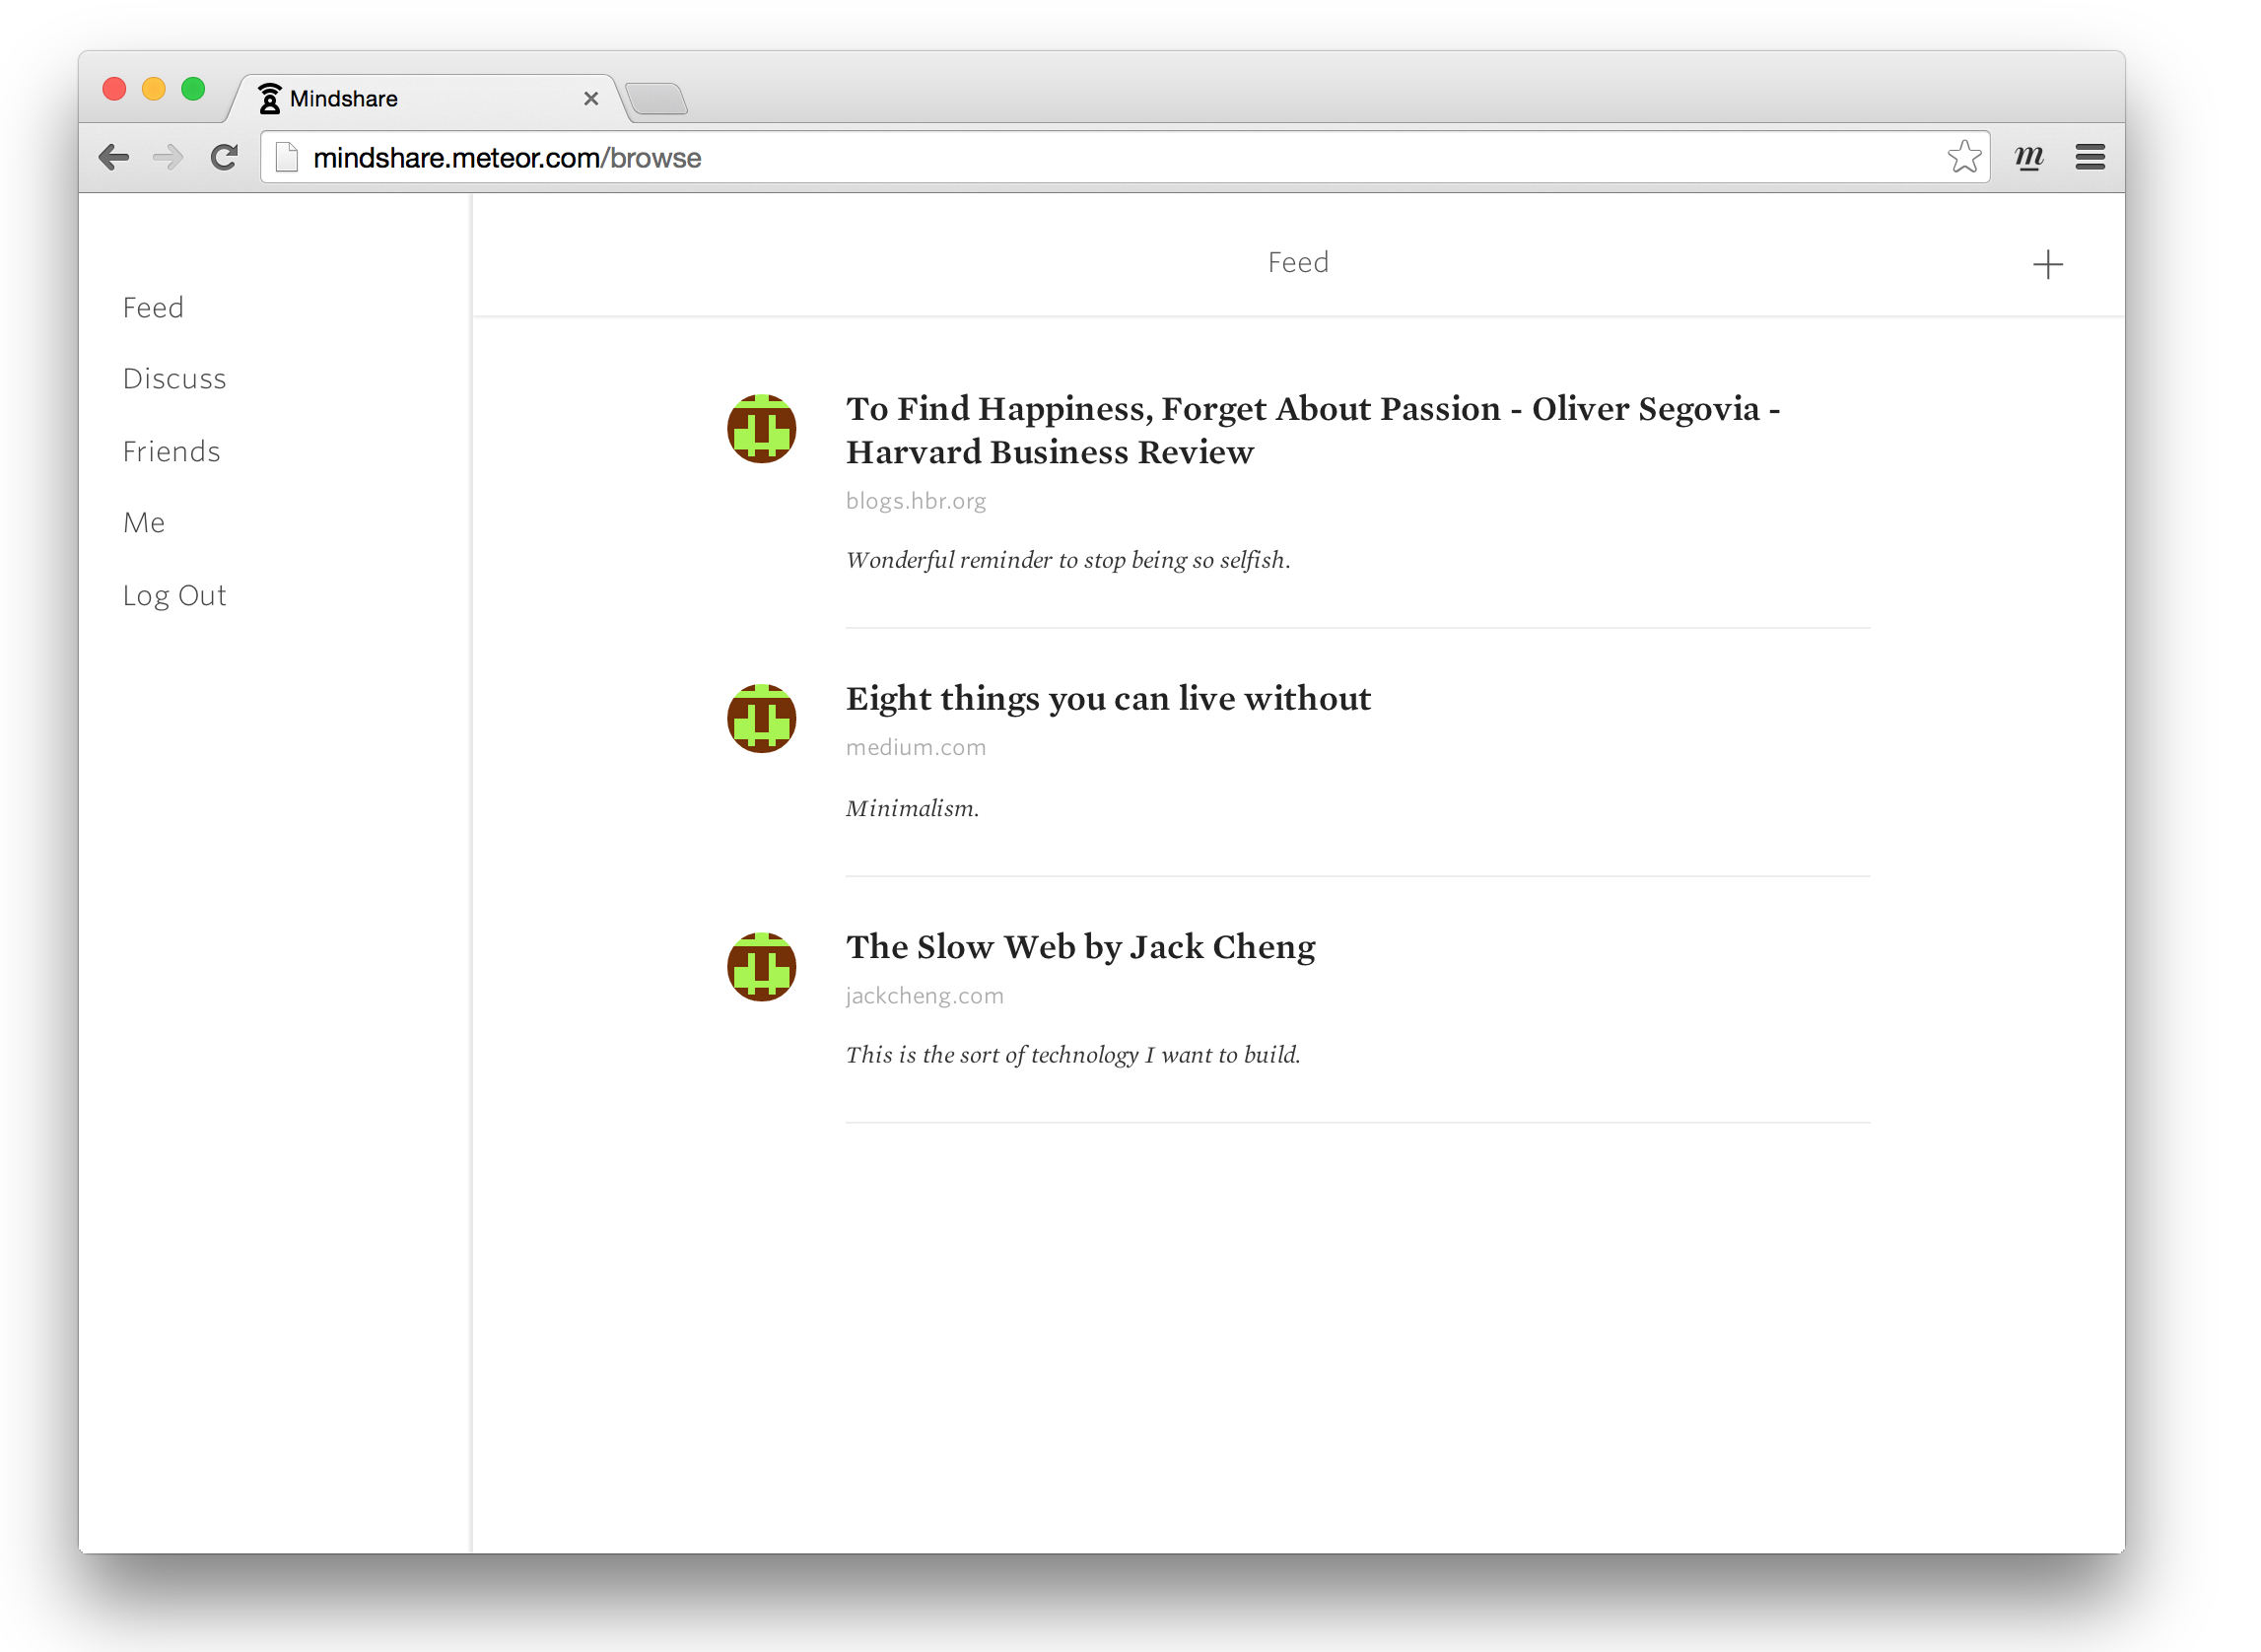 Mindshare
mindshare.meteor.com/browse
m
Feed
Discuss
Friends
Me
Log Out
Feed
To Find Happiness, Forget About Passion - Oliver Segovia -
Harvard Business Review
blogs.hbr.org
Wonderful reminder to stop being so selfish.
Eight things you can live without
medium.com
Minimalism.
The Slow Web by Jack Cheng
jackcheng.com
This is the sort of technology I want to build.